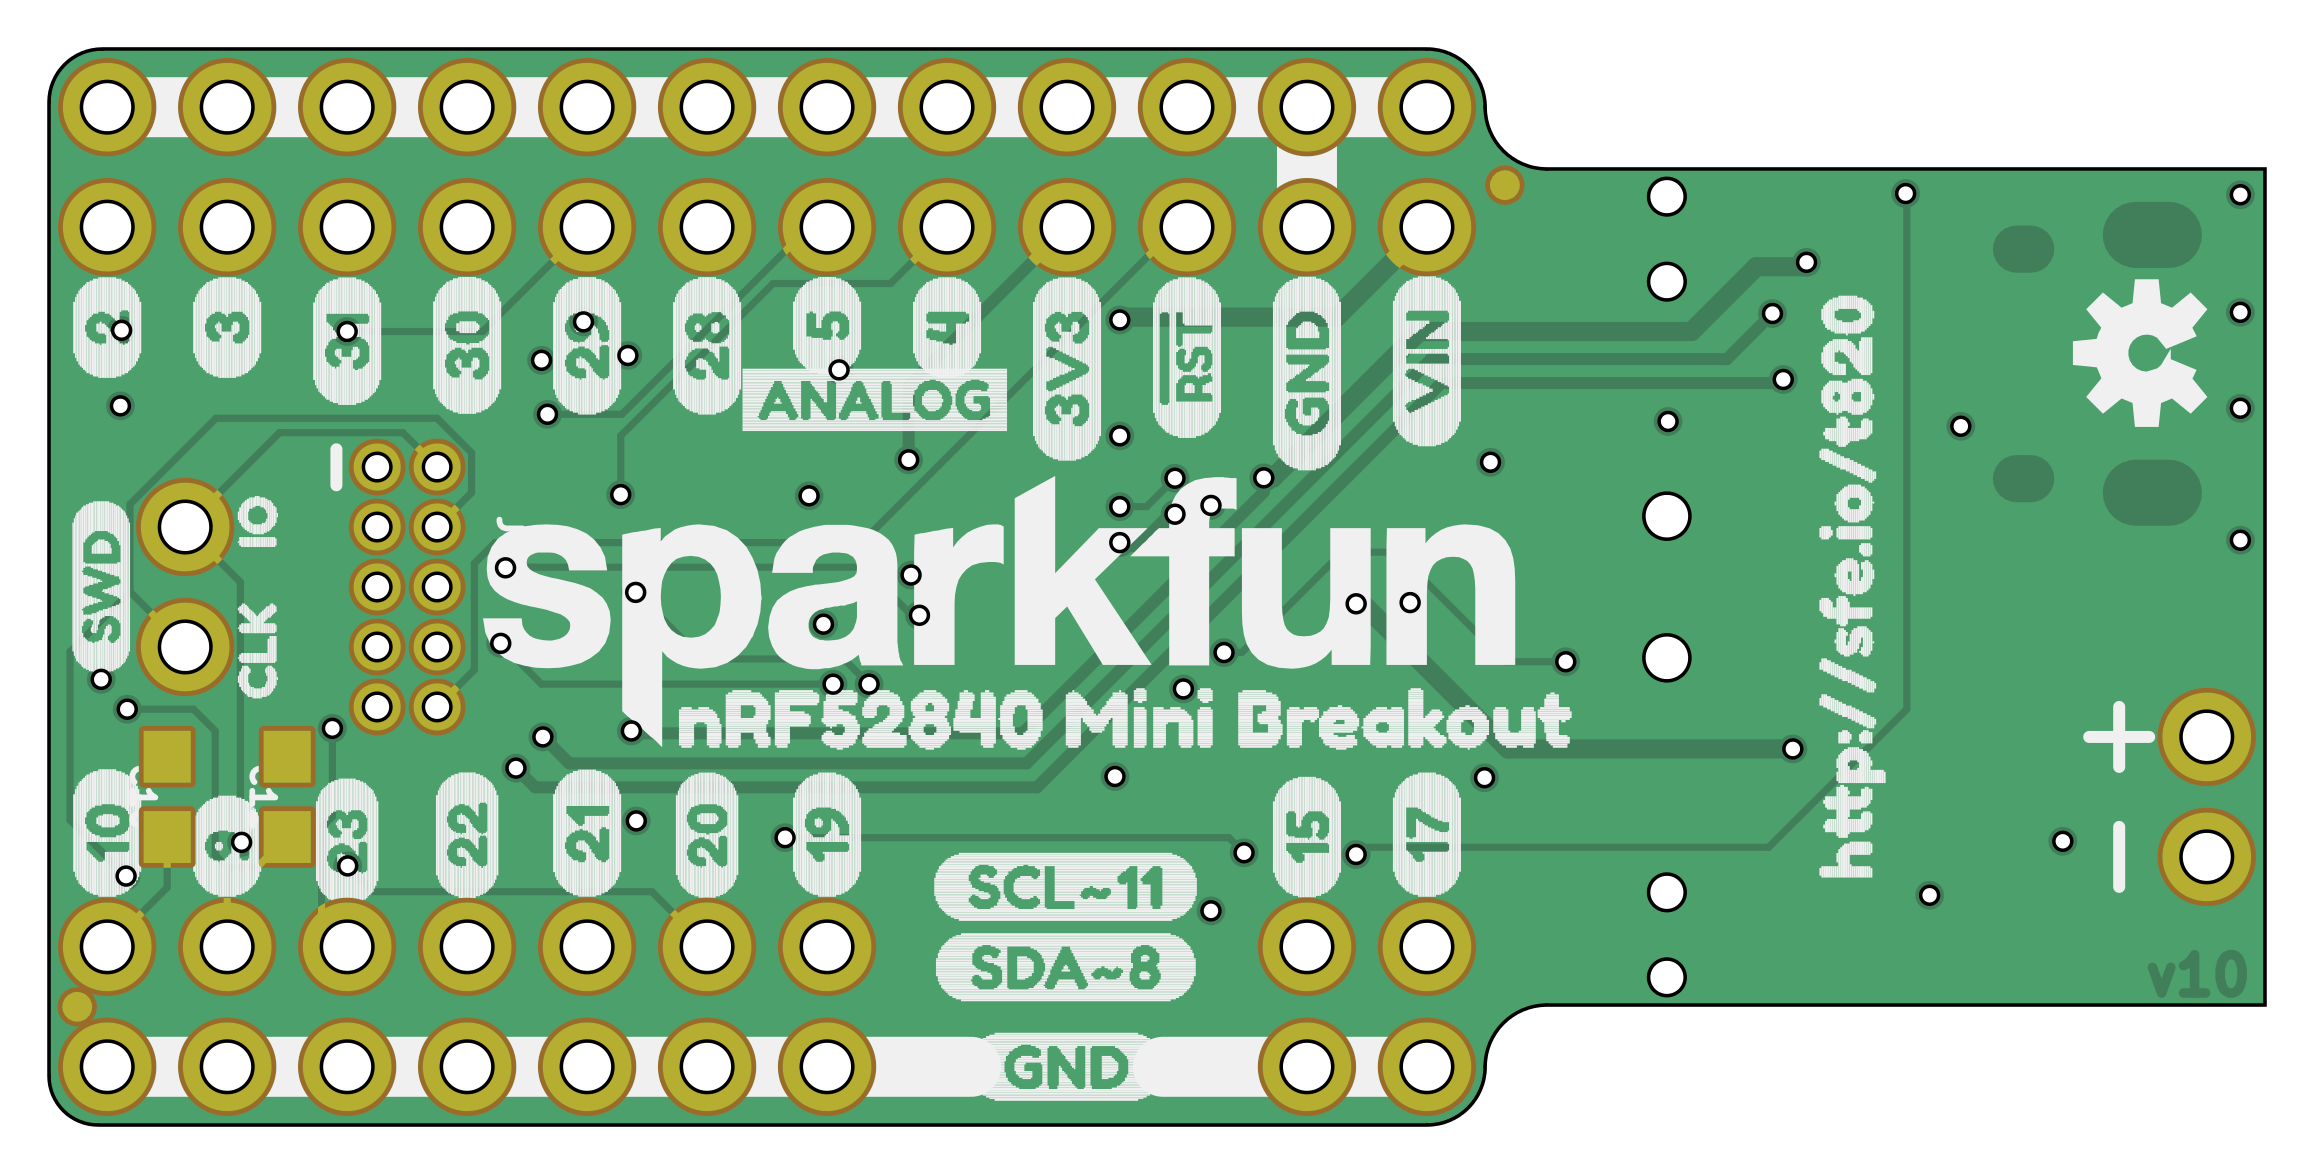 2
3
31
30
29
28
5
4
3V3
RST
GND
VIN
ANALOG
SWD
IO
CLK
sparkfun
nRF52840 Mini Breakout
http://sfe.io/t820
+
–
10
9
23
22
21
20
19
15
17
SCL~11
SDA~8
GND
v10